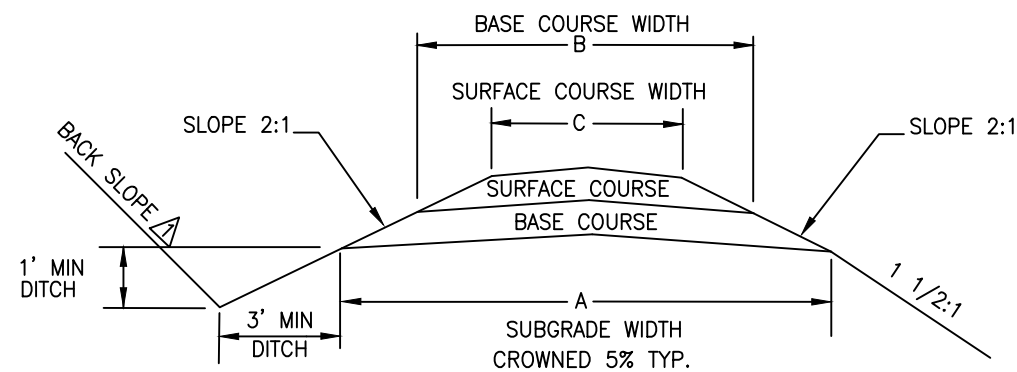 BASE COURSE WIDTH
B
SURFACE COURSE WIDTH
C
SLOPE 2:1
SLOPE 2:1
BACK SLOPE 1
SURFACE COURSE
BASE COURSE
1' MIN
DITCH
3' MIN
DITCH
A
SUBGRADE WIDTH
CROWNED 5% TYP.
1 1/2:1